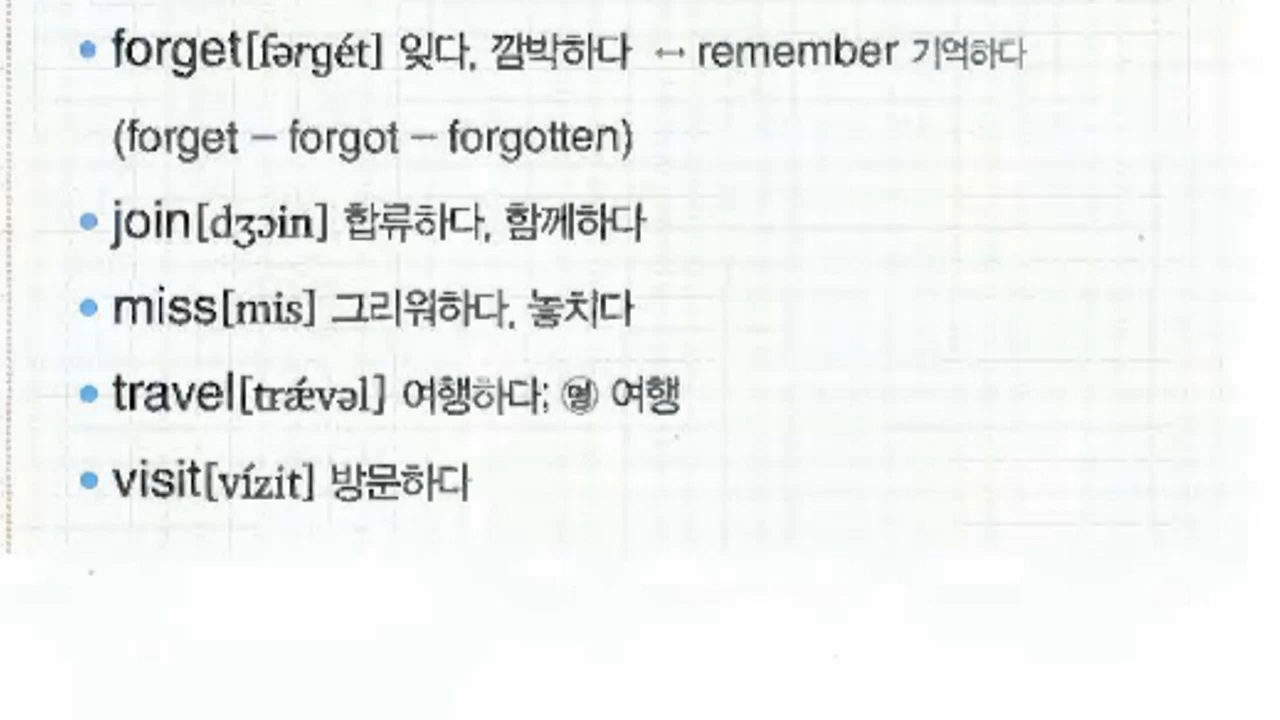 • forget[fərgét] 잊다, 깜박하다 ↔ remember 기억하다
(forget – forgot – forgotten)
• join[dʒɔin] 합류하다, 함께하다
• miss[mis] 그리워하다, 놓치다
• travel[trǽvəl] 여행하다; ㊔ 여행
• visit[vízit] 방문하다